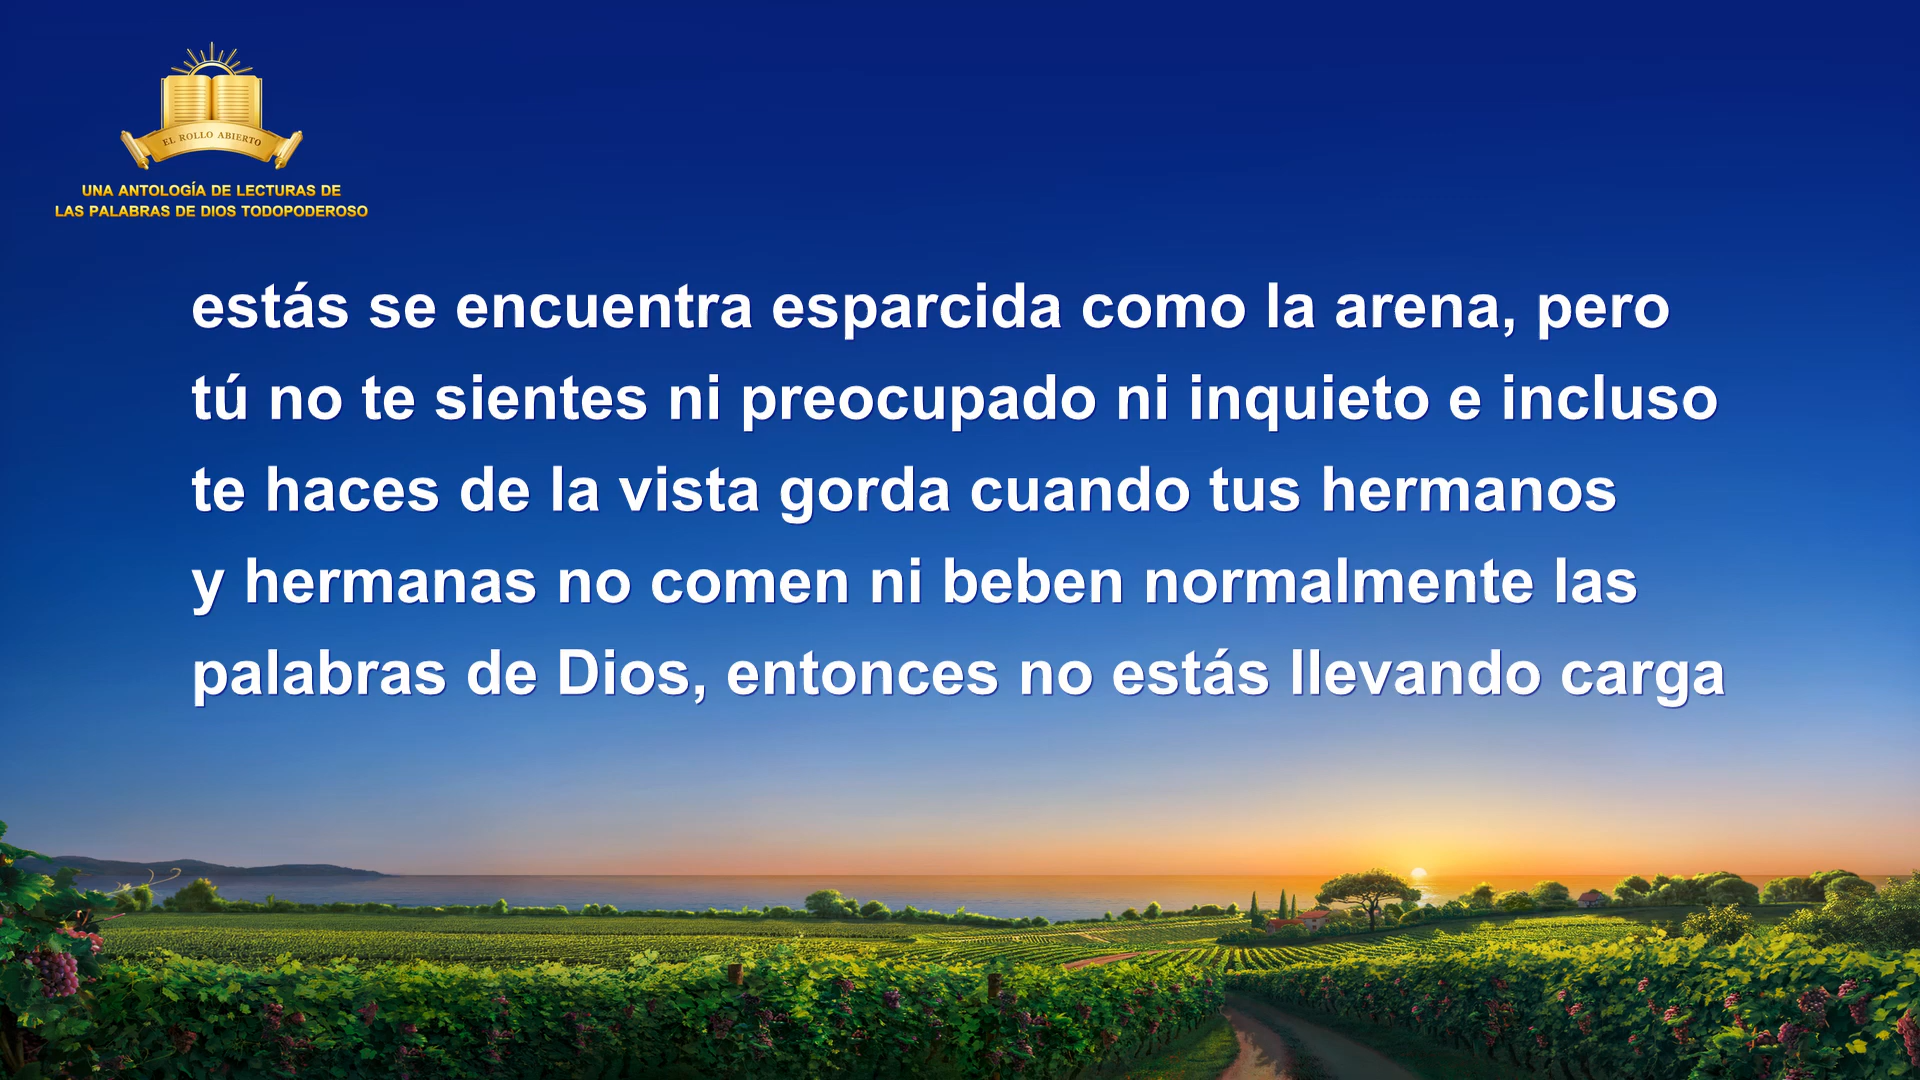 EL ROLLO ABIERTO
UNA ANTOLOGÍA DE LECTURAS DE
LAS PALABRAS DE DIOS TODOPODEROSO
estás se encuentra esparcida como la arena, pero
tú no te sientes ni preocupado ni inquieto e incluso
te haces de la vista gorda cuando tus hermanos
y hermanas no comen ni beben normalmente las
palabras de Dios, entonces no estás llevando carga